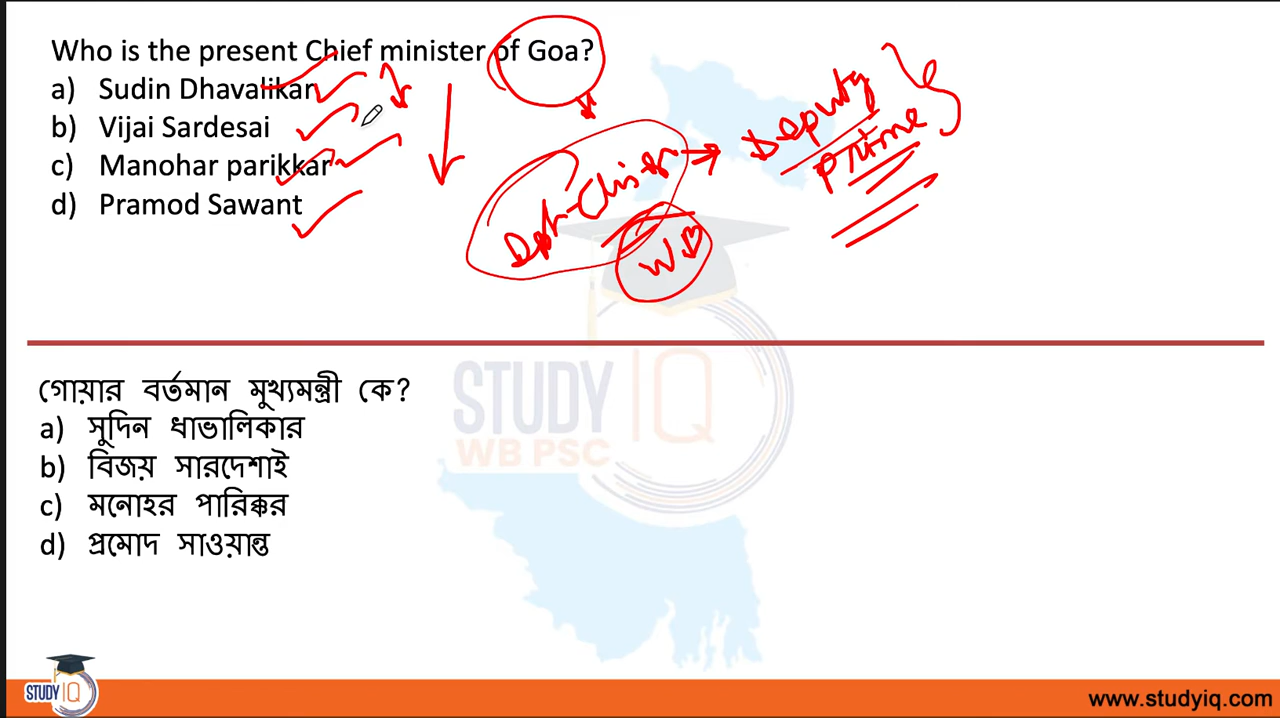 Who is the present Chief minister of Goa?
a) Sudin Dhavalikar
b) Vijai Sardesai
c) Manohar parikkar
d) Pramod Sawant
Deputy
prime
WB
গোয়ার বর্তমান মুখ্যমন্ত্রী কে?
a) সুদিন ধাভালিকার
b) বিজয় সারদেশাই
c) মনোহর পারিক্কর
d) প্রমোদ সাওয়ান্ত
STUDY IQ
WB PSC
STUDY IQ
www.studyiq.com